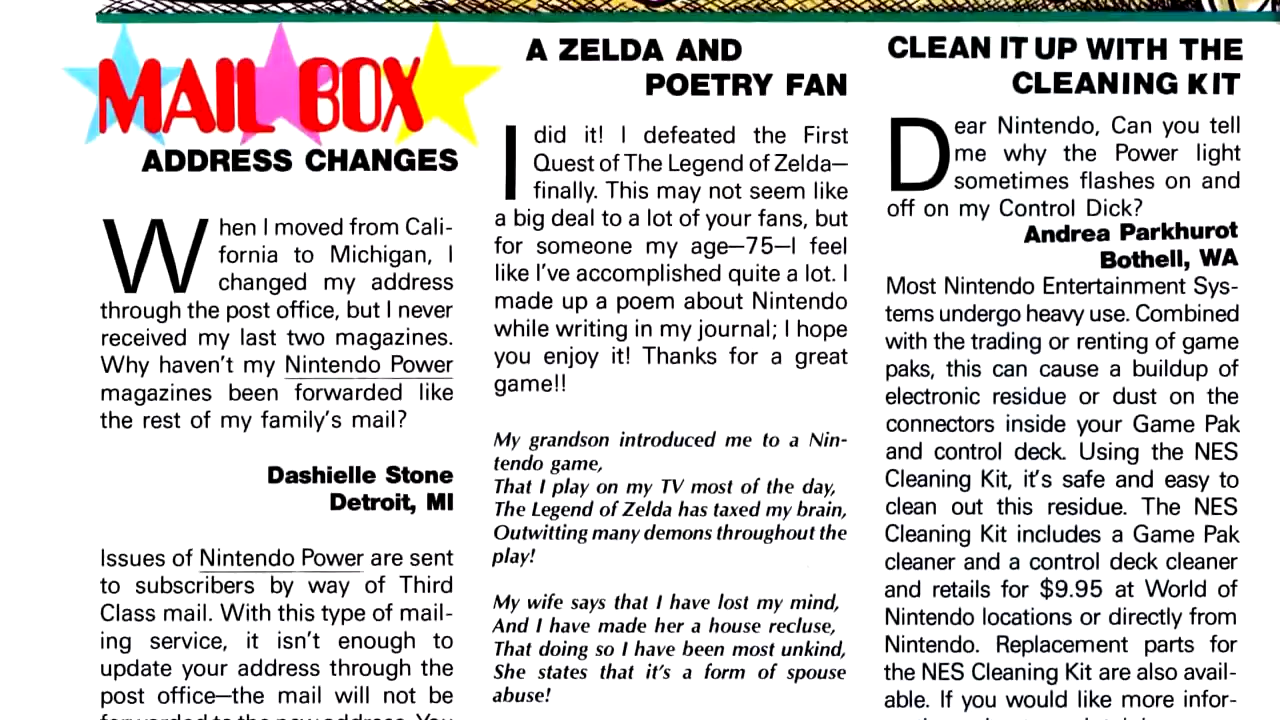 MAIL BOX
ADDRESS CHANGES
When I moved from Cali-
fornia to Michigan, I
changed my address
through the post office, but I never
received my last two magazines.
Why haven't my Nintendo Power
magazines been forwarded like
the rest of my family's mail?
Dashielle Stone
Detroit, MI
Issues of Nintendo Power are sent
to subscribers by way of Third
Class mail. With this type of mail-
ing service, it isn't enough to
update your address through the
post office—the mail will not be
forwarded to the new address. You
A ZELDA AND
POETRY FAN
I did it! I defeated the First
Quest of The Legend of Zelda—
finally. This may not seem like
a big deal to a lot of your fans, but
for someone my age—75—I feel
like I've accomplished quite a lot. I
made up a poem about Nintendo
while writing in my journal; I hope
you enjoy it! Thanks for a great
game!!
My grandson introduced me to a Nin-
tendo game,
That I play on my TV most of the day,
The Legend of Zelda has taxed my brain,
Outwitting many demons throughout the
play!
My wife says that I have lost my mind,
And I have made her a house recluse,
That doing so I have been most unkind,
She states that it's a form of spouse
abuse!
CLEAN IT UP WITH THE
CLEANING KIT
Dear Nintendo, Can you tell
me why the Power light
sometimes flashes on and
off on my Control Dick?
Andrea Parkhurot
Bothell, WA
Most Nintendo Entertainment Sys-
tems undergo heavy use. Combined
with the trading or renting of game
paks, this can cause a buildup of
electronic residue or dust on the
connectors inside your Game Pak
and control deck. Using the NES
Cleaning Kit, it's safe and easy to
clean out this residue. The NES
Cleaning Kit includes a Game Pak
cleaner and a control deck cleaner
and retails for $9.95 at World of
Nintendo locations or directly from
Nintendo. Replacement parts for
the NES Cleaning Kit are also avail-
able. If you would like more infor-